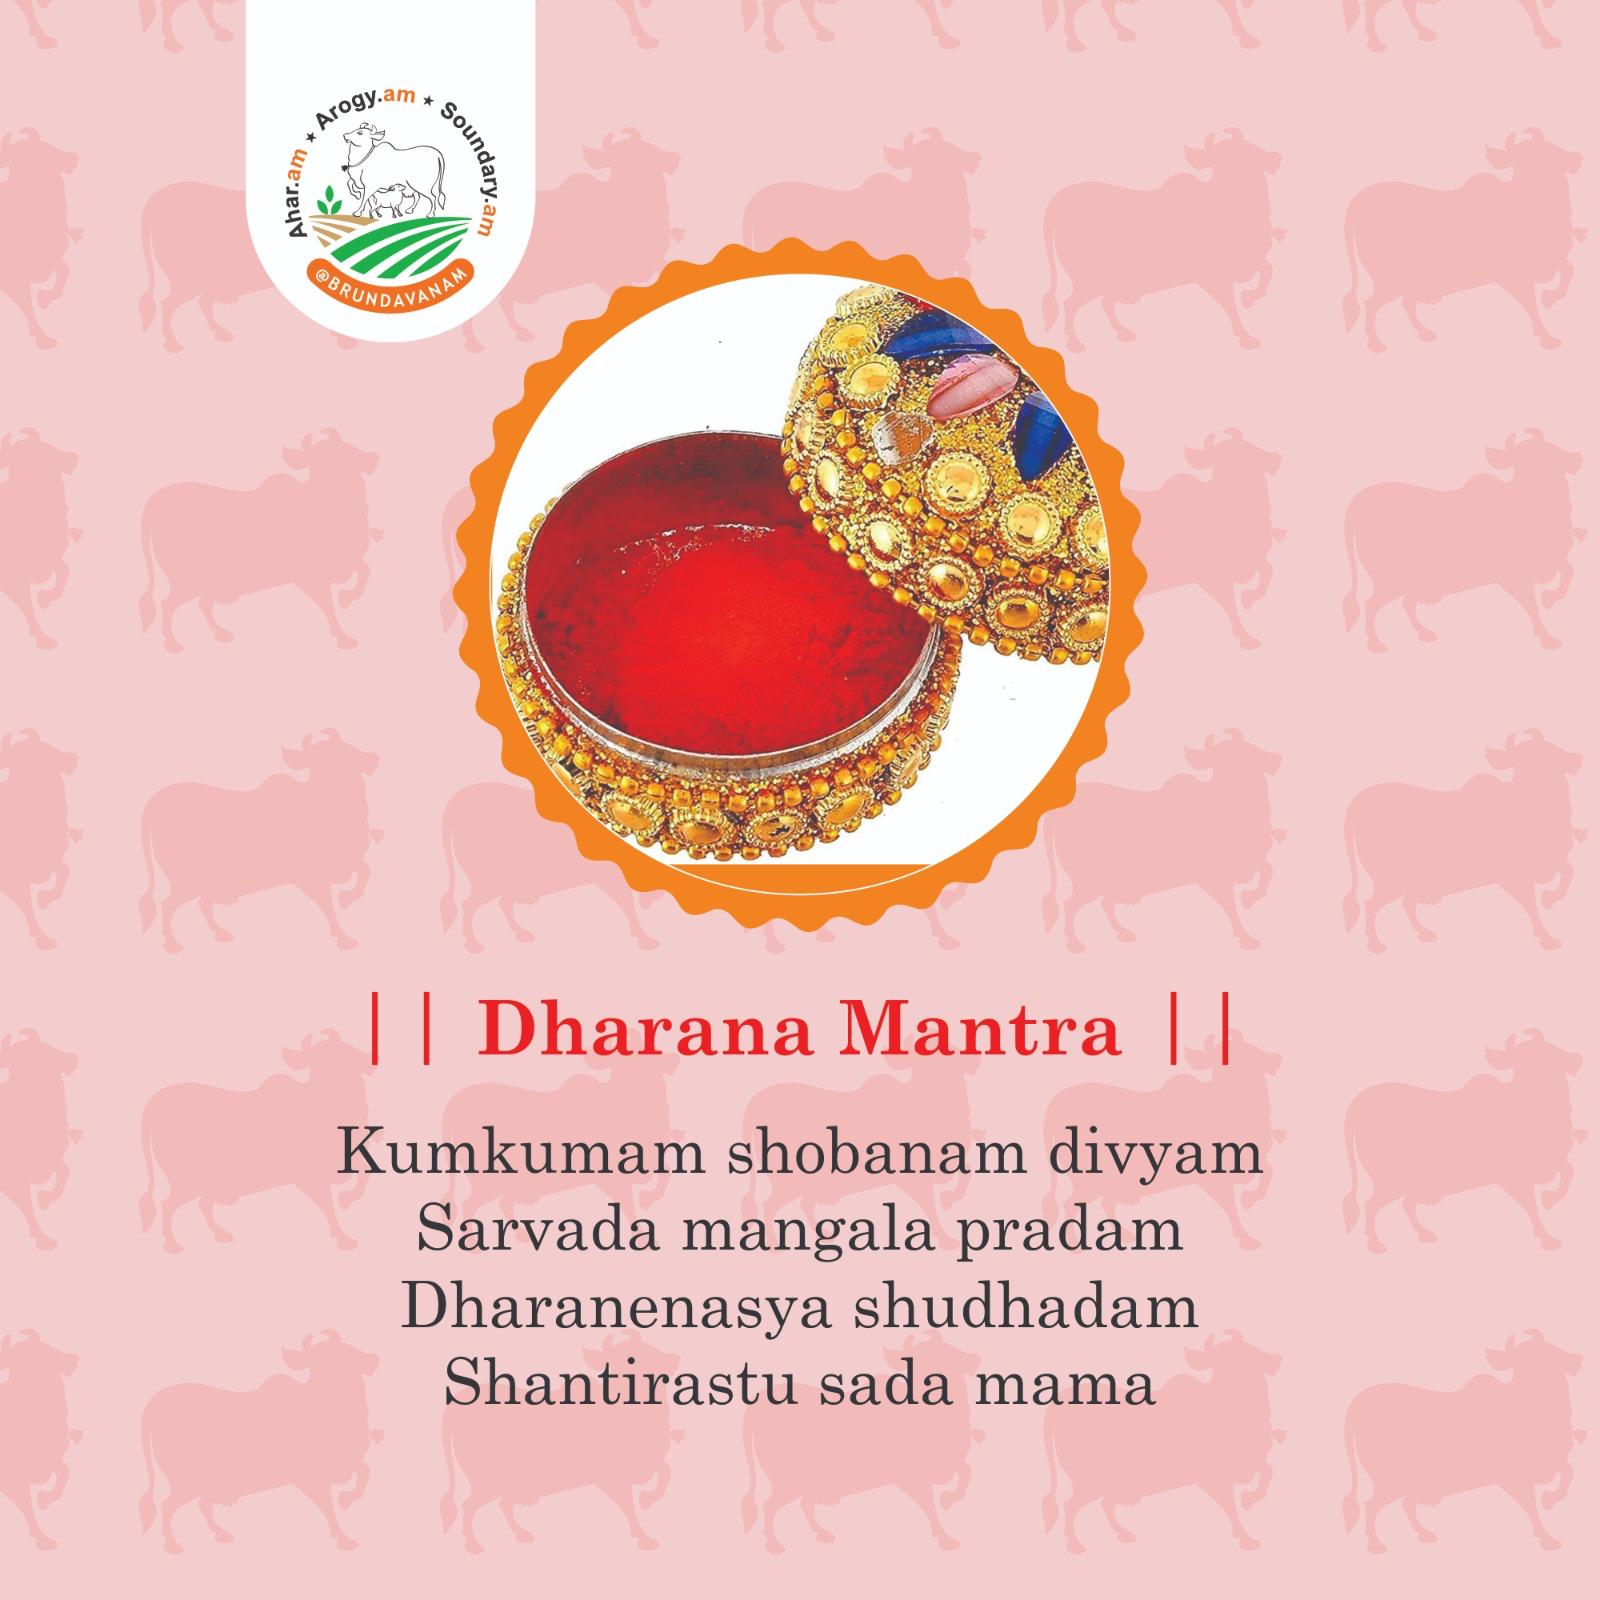 Ahar.am ★ Arogy.am ★ Soundary.am
@BRUNDAVANAM
|| Dharana Mantra ||
Kumkumam shobanam divyam
Sarvada mangala pradam
Dharanenasya shudhadam
Shantirastu sada mama